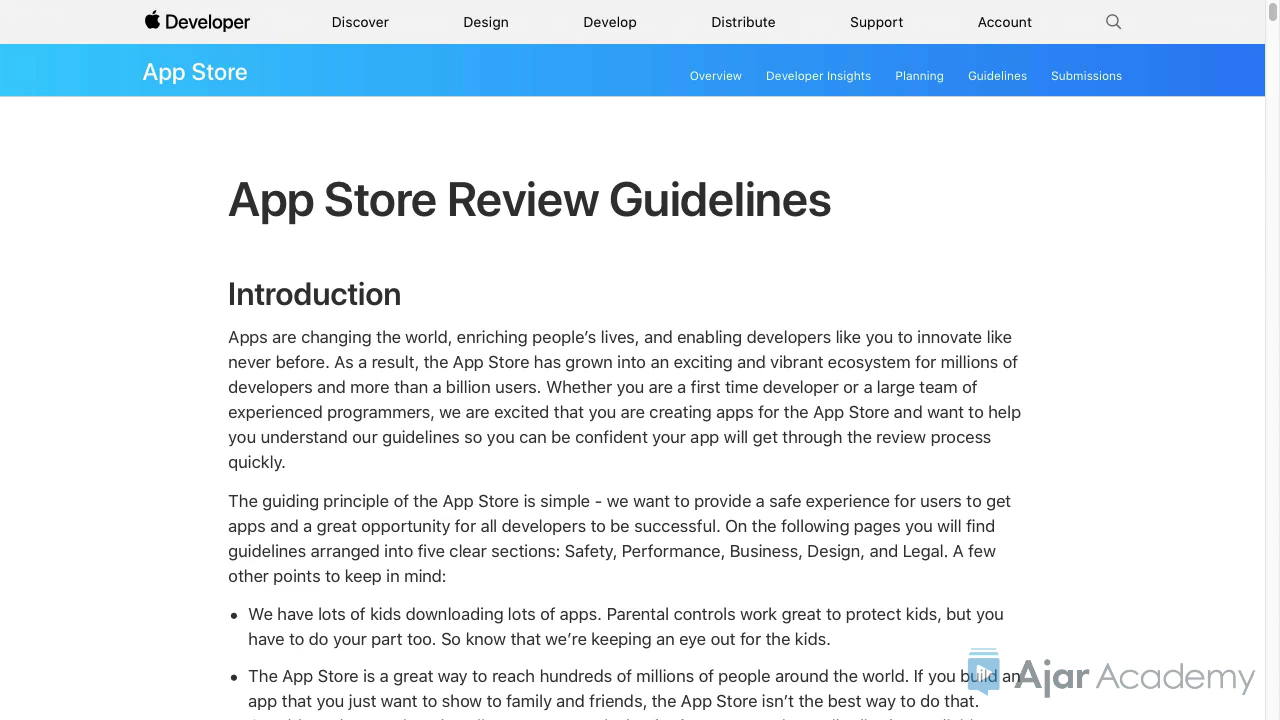 Developer
Discover
Design
Develop
Distribute
Support
Account
App Store
Overview
Developer Insights
Planning
Guidelines
Submissions
App Store Review Guidelines
Introduction
Apps are changing the world, enriching people’s lives, and enabling developers like you to innovate like
never before. As a result, the App Store has grown into an exciting and vibrant ecosystem for millions of
developers and more than a billion users. Whether you are a first time developer or a large team of
experienced programmers, we are excited that you are creating apps for the App Store and want to help
you understand our guidelines so you can be confident your app will get through the review process
quickly.
The guiding principle of the App Store is simple - we want to provide a safe experience for users to get
apps and a great opportunity for all developers to be successful. On the following pages you will find
guidelines arranged into five clear sections: Safety, Performance, Business, Design, and Legal. A few
other points to keep in mind:
• We have lots of kids downloading lots of apps. Parental controls work great to protect kids, but you
have to do your part too. So know that we’re keeping an eye out for the kids.
• The App Store is a great way to reach hundreds of millions of people around the world. If you build an
app that you just want to show to family and friends, the App Store isn’t the best way to do that.
Ajar Academy